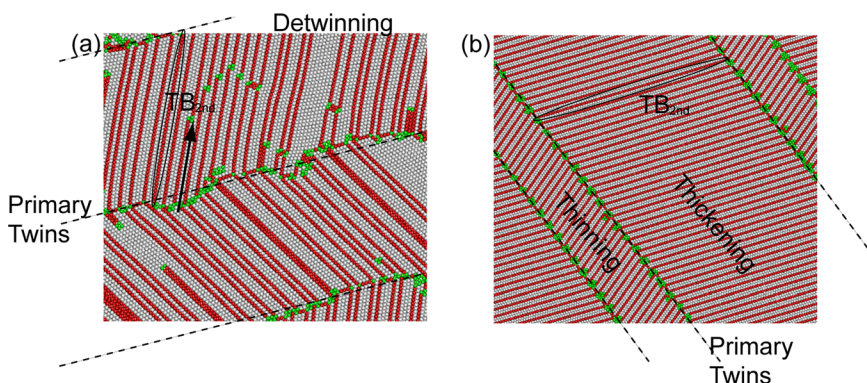 Detwinning
(a)
TB2nd
Primary
Twins
(b)
TB2nd
Thickening
Thinning
Primary
Twins